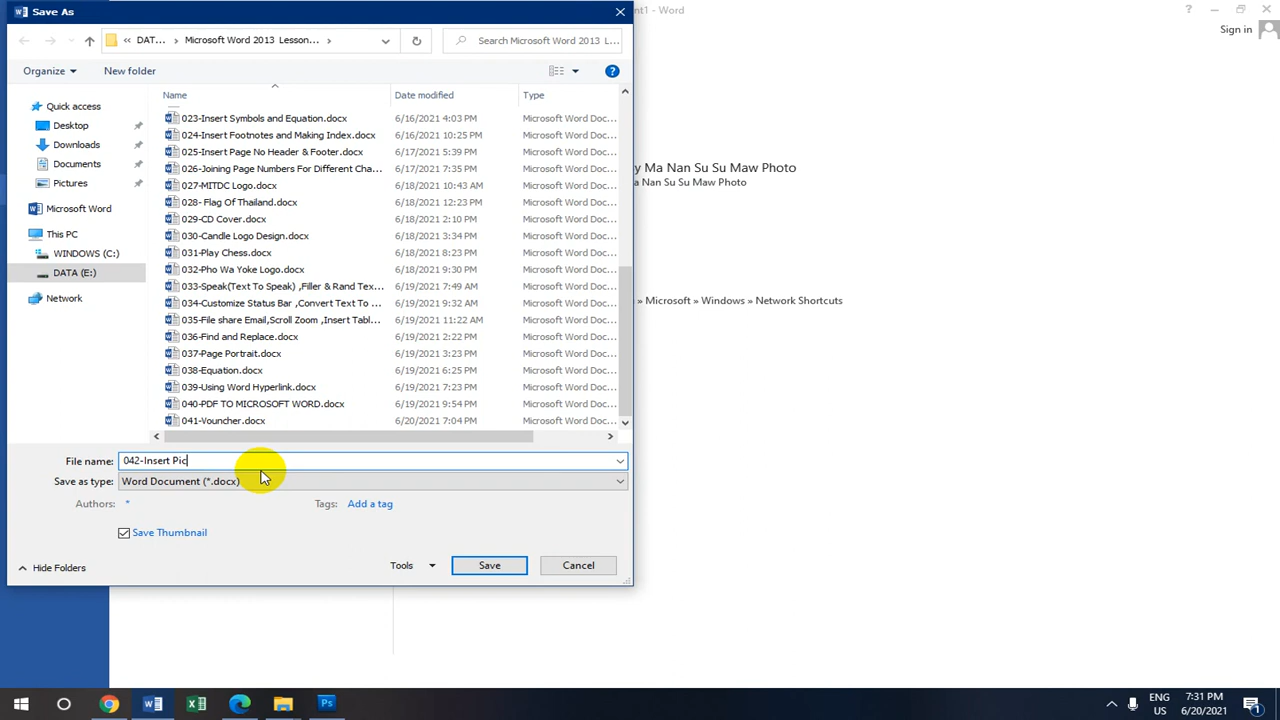 Save As
ent1 - Word
?
Sign in
« DAT... › Microsoft Word 2013 Lesson... ›
Search Microsoft Word 2013 L...
Organize
New folder
?
Name
Date modified
Type
Quick access
Desktop
Downloads
Documents
Pictures
Microsoft Word
This PC
WINDOWS (C:)
DATA (E:)
Network
023-Insert Symbols and Equation.docx 6/16/2021 4:03 PM Microsoft Word Doc...
024-Insert Footnotes and Making Index.docx 6/16/2021 10:25 PM Microsoft Word Doc...
025-Insert Page No Header & Footer.docx 6/17/2021 5:39 PM Microsoft Word Doc...
026-Joining Page Numbers For Different Cha... 6/17/2021 7:35 PM Microsoft Word Doc...
027-MITDC Logo.docx 6/18/2021 10:43 AM Microsoft Word Doc...
028- Flag Of Thailand.docx 6/18/2021 12:23 PM Microsoft Word Doc...
029-CD Cover.docx 6/18/2021 2:10 PM Microsoft Word Doc...
030-Candle Logo Design.docx 6/18/2021 3:34 PM Microsoft Word Doc...
031-Play Chess.docx 6/18/2021 8:23 PM Microsoft Word Doc...
032-Pho Wa Yoke Logo.docx 6/18/2021 9:30 PM Microsoft Word Doc...
033-Speak(Text To Speak) ,Filler & Rand Tex... 6/19/2021 7:49 AM Microsoft Word Doc...
034-Customize Status Bar ,Convert Text To ... 6/19/2021 9:32 AM Microsoft Word Doc...
035-File share Email,Scroll Zoom ,Insert Tabl... 6/19/2021 11:22 AM Microsoft Word Doc...
036-Find and Replace.docx 6/19/2021 2:22 PM Microsoft Word Doc...
037-Page Portrait.docx 6/19/2021 3:23 PM Microsoft Word Doc...
038-Equation.docx 6/19/2021 6:25 PM Microsoft Word Doc...
039-Using Word Hyperlink.docx 6/19/2021 7:23 PM Microsoft Word Doc...
040-PDF TO MICROSOFT WORD.docx 6/19/2021 9:54 PM Microsoft Word Doc...
041-Vouncher.docx 6/20/2021 7:04 PM Microsoft Word Doc...
y Ma Nan Su Su Maw Photo
a Nan Su Su Maw Photo
» Microsoft » Windows » Network Shortcuts
File name: 042-Insert Pic
Save as type: Word Document (*.docx)
Authors: *
Tags: Add a tag
Save Thumbnail
Hide Folders
Tools
Save
Cancel
ENG
US
7:31 PM
6/20/2021
1